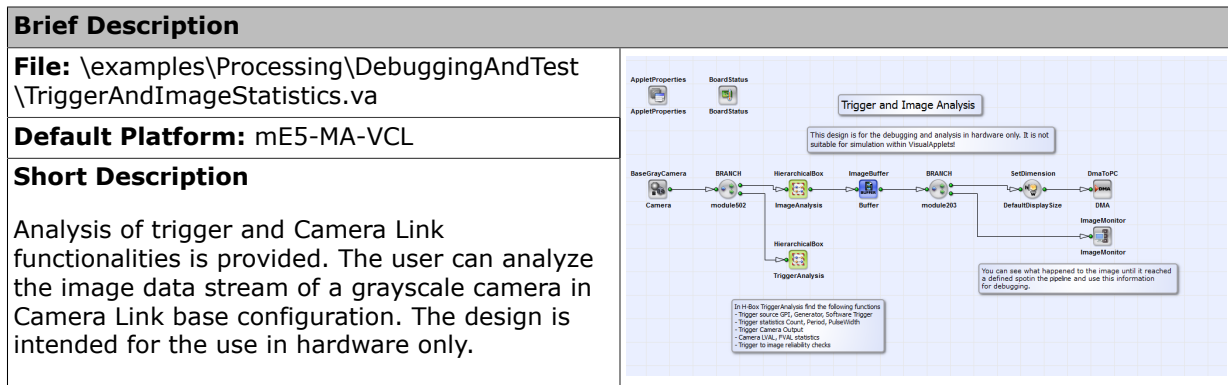 Brief Description
File: \examples\Processing\DebuggingAndTest
\TriggerAndImageStatistics.va
Default Platform: mE5-MA-VCL
Short Description
Analysis of trigger and Camera Link
functionalities is provided. The user can analyze
the image data stream of a grayscale camera in
Camera Link base configuration. The design is
intended for the use in hardware only.
AppletProperties BoardStatus
AppletProperties BoardStatus
Trigger and Image Analysis
This design is for the debugging and analysis in hardware only. It is not
suitable for simulation within VisualApplets!
BaseGrayCamera BRANCH HierarchicalBox ImageBuffer BRANCH SetDimension DmaToPC
BUFFER DMA
Camera module602 ImageAnalysis Buffer module203 DefaultDisplaySize DMA
ImageMonitor
ImageMonitor
HierarchicalBox
TriggerAnalysis
You can see what happened to the image until it reached
a defined spotin the pipelne and use this information
for debugging.
In H-Box TriggerAnalysis find the following functions
- Trigger source GPI, Generator, Software Trigger
- Trigger statistics Count, Period, PulseWidth
- Trigger Camera Output
- Camera LVAL, FVAL statistics
- Trigger to image reliability checks